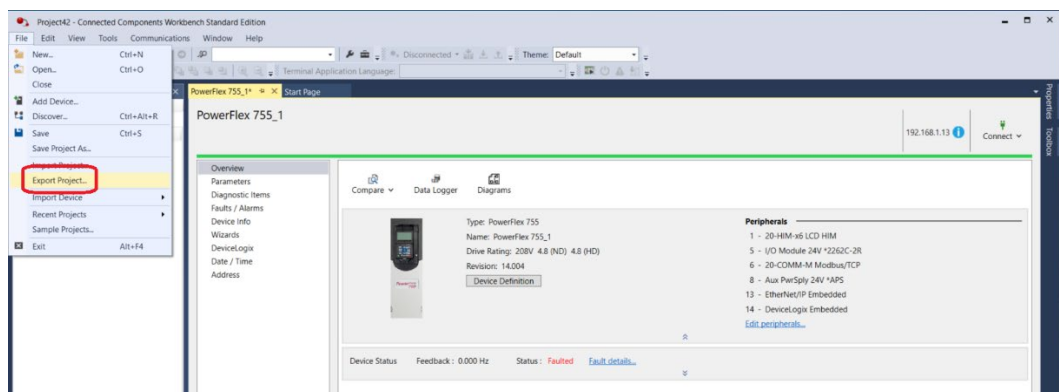 Project42 - Connected Components Workbench Standard Edition
File Edit View Tools Communications Window Help
New... Ctrl+N
Disconnected Theme: Default
Open... Ctrl+O
Terminal Application Language:
Close
PowerFlex 755_1* Start Page
Add Device...
Discover... Ctrl+Alt+R
Save Ctrl+S
Save Project As...
Import Project...
Export Project...
Import Device
Recent Projects
Sample Projects...
Exit Alt+F4
PowerFlex 755_1
192.168.1.13
Connect
Properties
Toolbox
Overview
Parameters
Diagnostic Items
Faults / Alarms
Device Info
Wizards
DeviceLogix
Date / Time
Address
Compare Data Logger Diagrams
Type: PowerFlex 755
Name: PowerFlex 755_1
Drive Rating: 208V 4.8 (ND) 4.8 (HD)
Revision: 14.004
Device Definition
Peripherals
1 - 20-HIM-x6 LCD HIM
5 - I/O Module 24V *2262C-2R
6 - 20-COMM-M Modbus/TCP
8 - Aux PwrSply 24V *APS
13 - EtherNet/IP Embedded
14 - DeviceLogix Embedded
Edit peripherals...
Device Status Feedback : 0.000 Hz Status : Faulted Fault details...